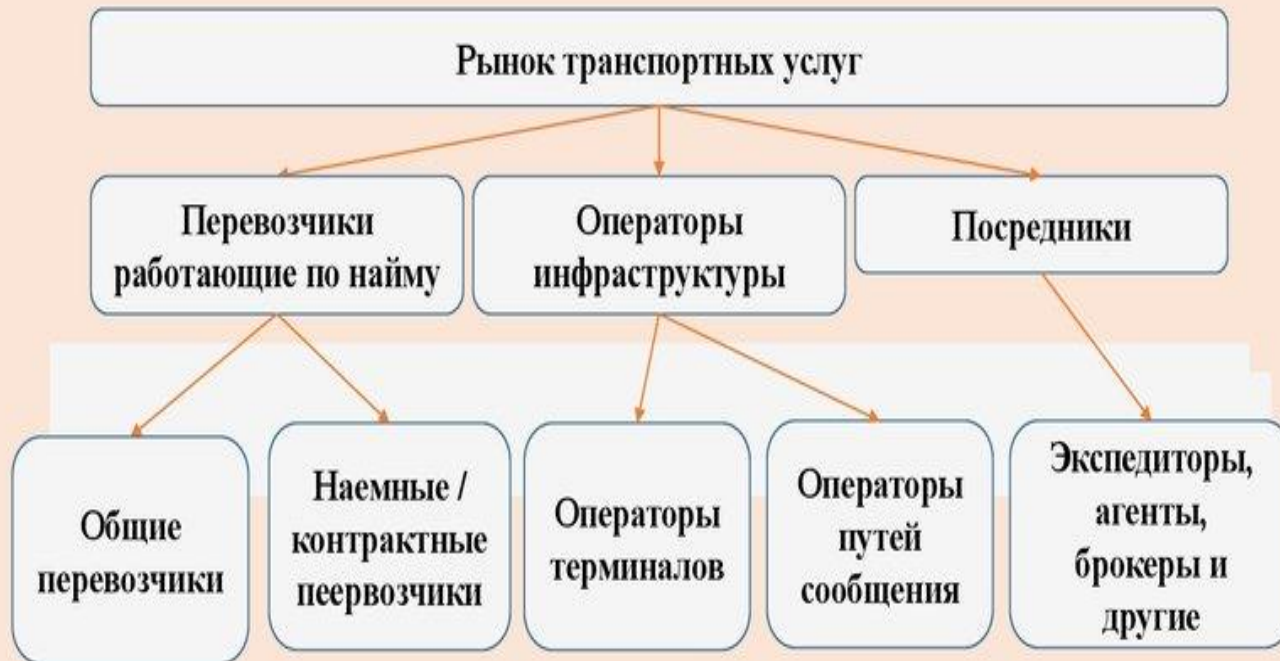 Рынок транспортных услуг
Перевозчики
работающие по найму
Операторы
инфраструктуры
Посредники
Общие
перевозчики
Наемные /
контрактные
пеервозчики
Операторы
терминалов
Операторы
путей
сообщения
Экспедиторы,
агенты,
брокеры и
другие